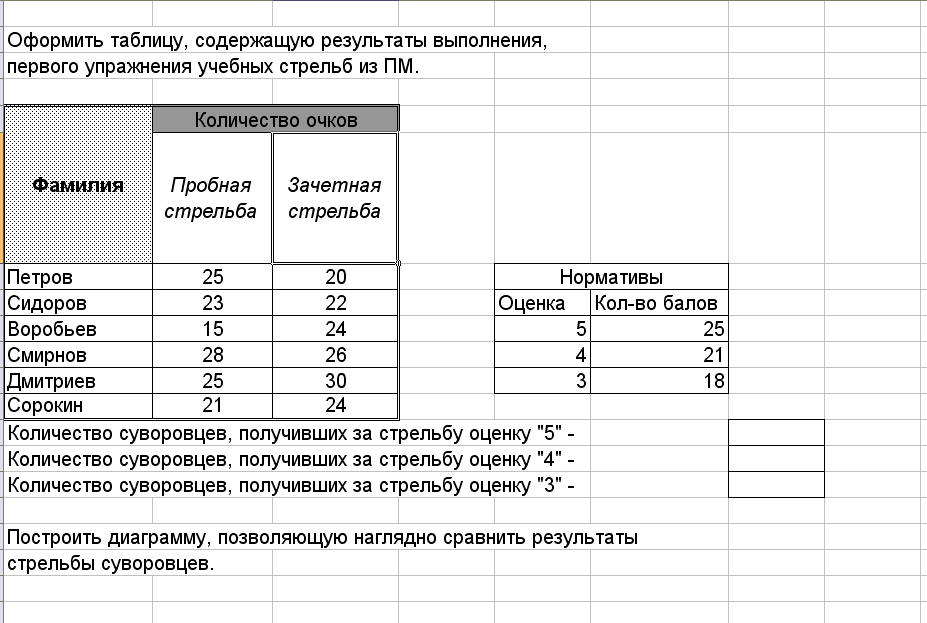 Оформить таблицу, содержащую результаты выполнения,
первого упражнения учебных стрельб из ПМ.
Фамилия
Количество очков
Пробная
стрельба
Зачетная
стрельба
Петров 25 20
Сидоров 23 22
Воробьев 15 24
Смирнов 28 26
Дмитриев 25 30
Сорокин 21 24
Нормативы
Оценка Кол-во балов
5 25
4 21
3 18
Количество суворовцев, получивших за стрельбу оценку "5" -
Количество суворовцев, получивших за стрельбу оценку "4" -
Количество суворовцев, получивших за стрельбу оценку "3" -
Построить диаграмму, позволяющую наглядно сравнить результаты
стрельбы суворовцев.